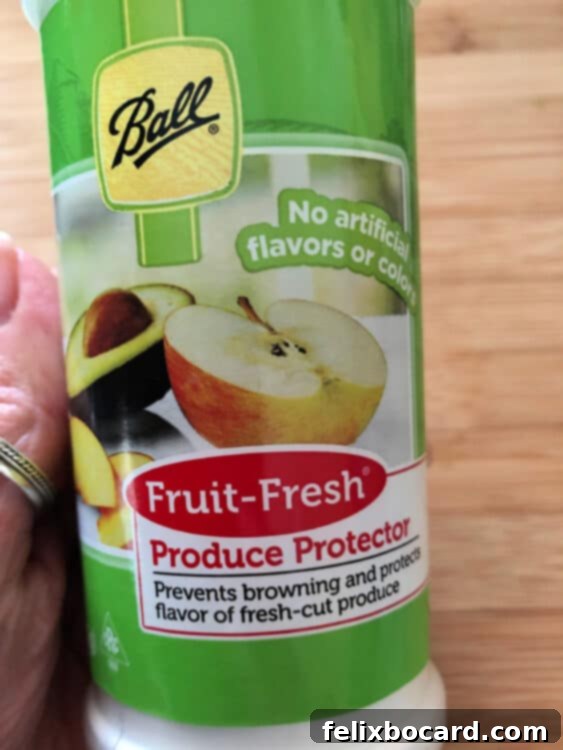 Ball®
No artificial
flavors or colors
Fruit-Fresh®
Produce Protector
Prevents browning and protects
flavor of fresh-cut produce
felixbocard.com